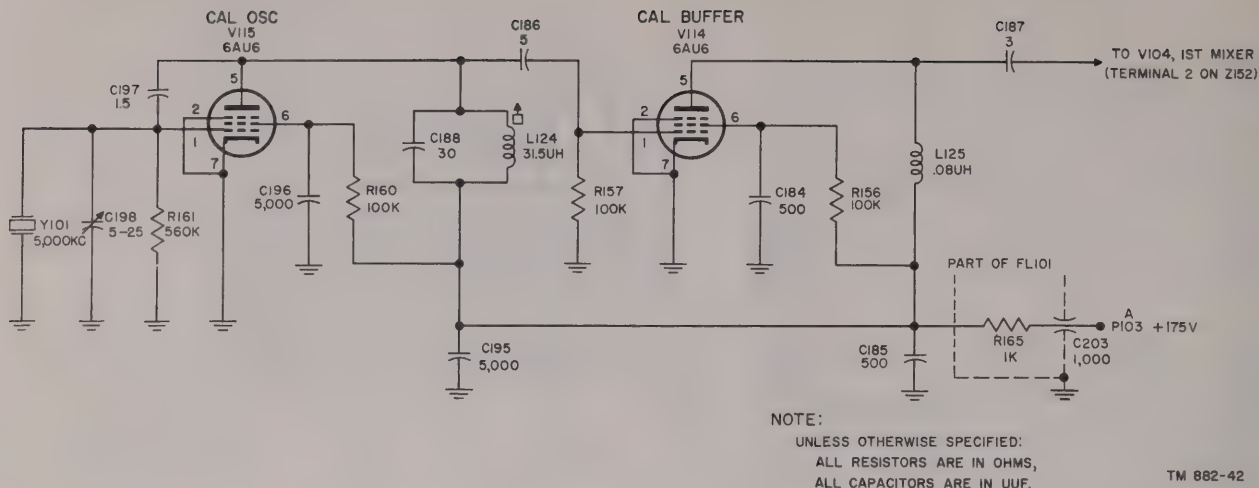 CAL OSC
V115
6AU6
C186
5
CAL BUFFER
V114
6AU6
C187
3
TO V104, IST MIXER
(TERMINAL 2 ON Z152)
C197
1.5
5
2
1
6
7
C188
30
L124
31.5UH
5
2
1
6
7
L125
.08UH
Y101
5,000KC
C198
5-25
R161
560K
C196
5,000
R160
100K
R157
100K
C184
500
R156
100K
PART OF FL101
C195
5,000
C185
500
R165
1K
C203
1,000
A
P103 +175V
NOTE:
UNLESS OTHERWISE SPECIFIED:
ALL RESISTORS ARE IN OHMS,
ALL CAPACITORS ARE IN UUF.
TM 882-42